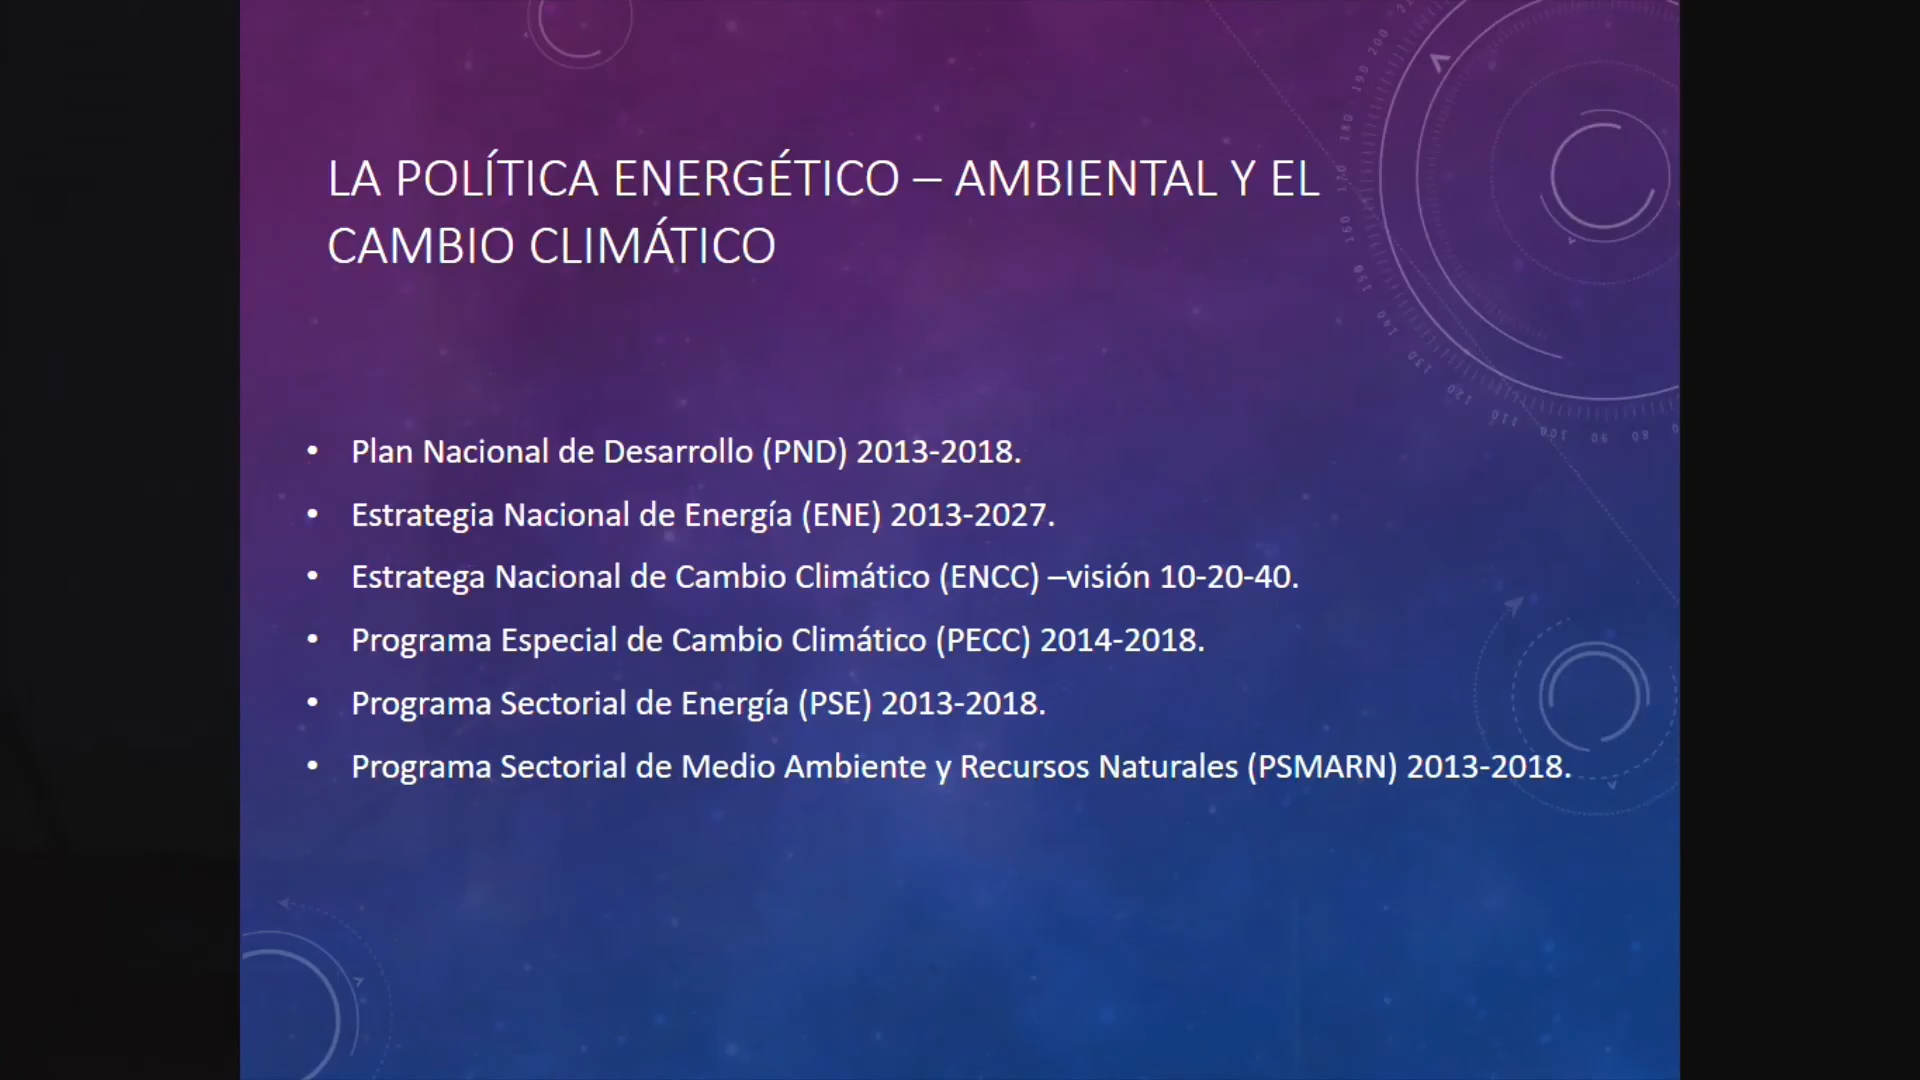 LA POLÍTICA ENERGÉTICO – AMBIENTAL Y EL
CAMBIO CLIMÁTICO
• Plan Nacional de Desarrollo (PND) 2013-2018.
• Estrategia Nacional de Energía (ENE) 2013-2027.
• Estratega Nacional de Cambio Climático (ENCC) –visión 10-20-40.
• Programa Especial de Cambio Climático (PECC) 2014-2018.
• Programa Sectorial de Energía (PSE) 2013-2018.
• Programa Sectorial de Medio Ambiente y Recursos Naturales (PSMARN) 2013-2018.